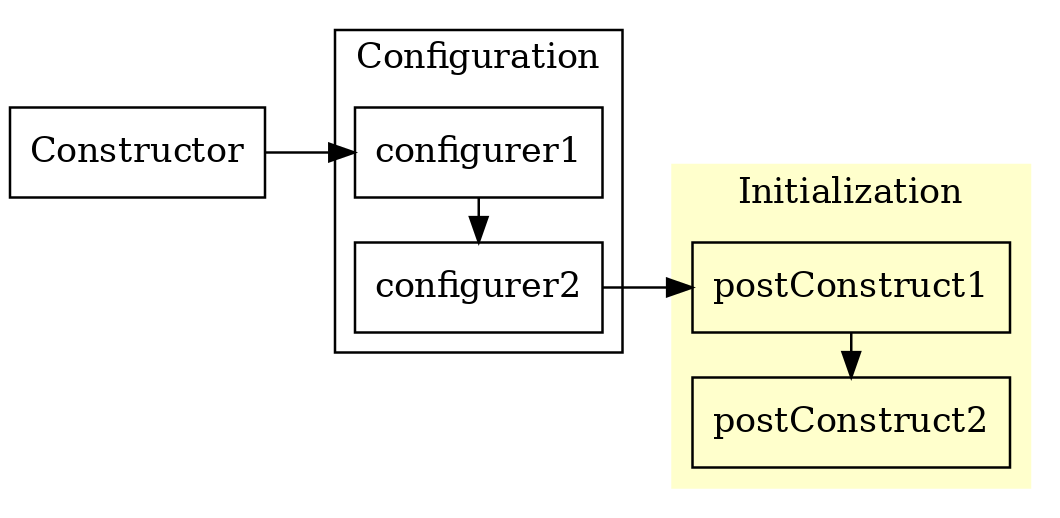 Constructor
Configuration
configurer1
configurer2
Initialization
postConstruct1
postConstruct2